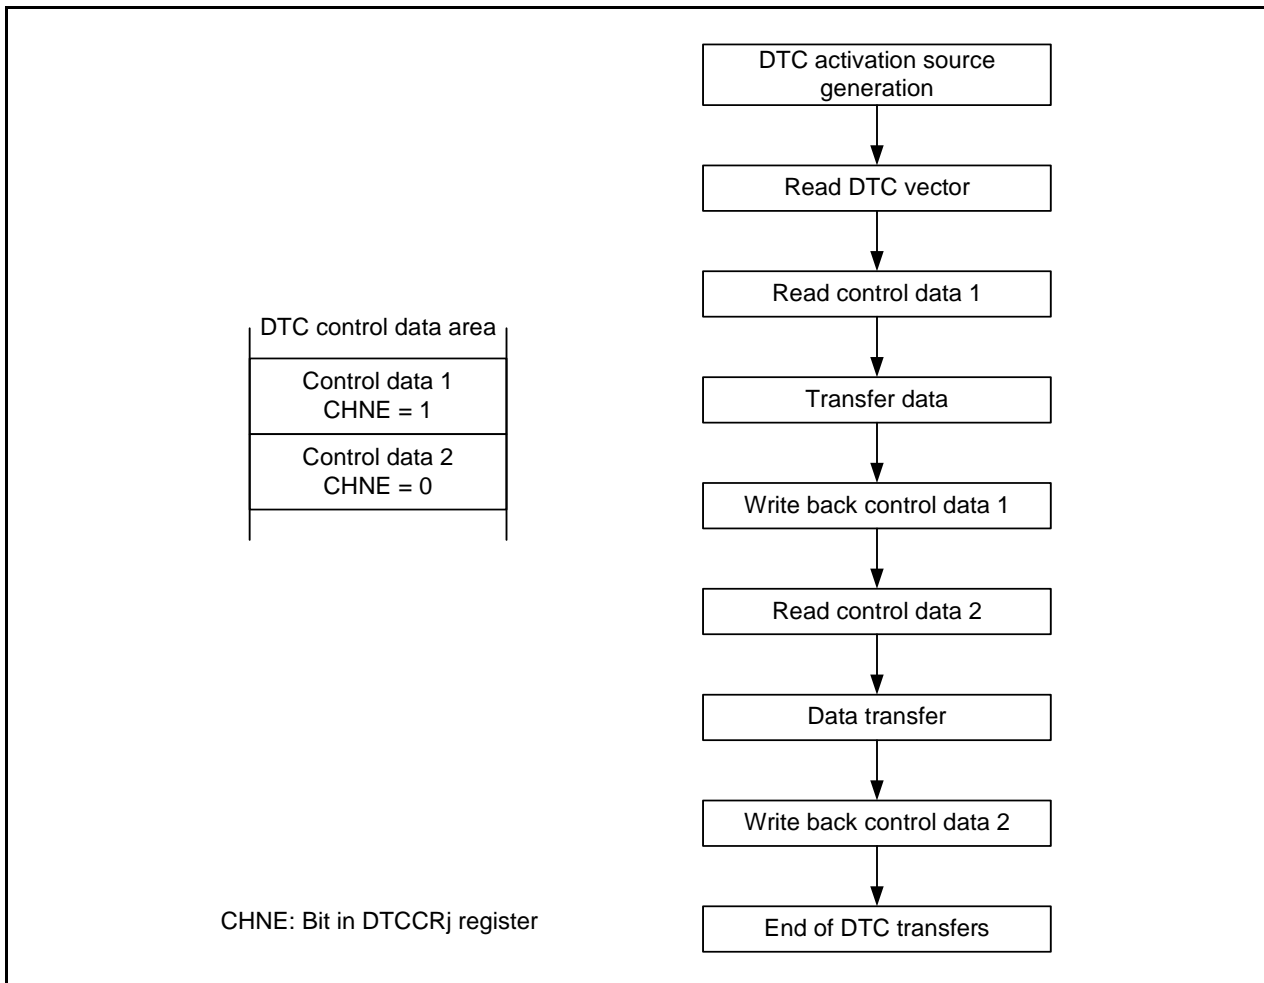 DTC control data area
Control data 1
CHNE = 1
Control data 2
CHNE = 0
CHNE: Bit in DTCCRj register
DTC activation source
generation
Read DTC vector
Read control data 1
Transfer data
Write back control data 1
Read control data 2
Data transfer
Write back control data 2
End of DTC transfers